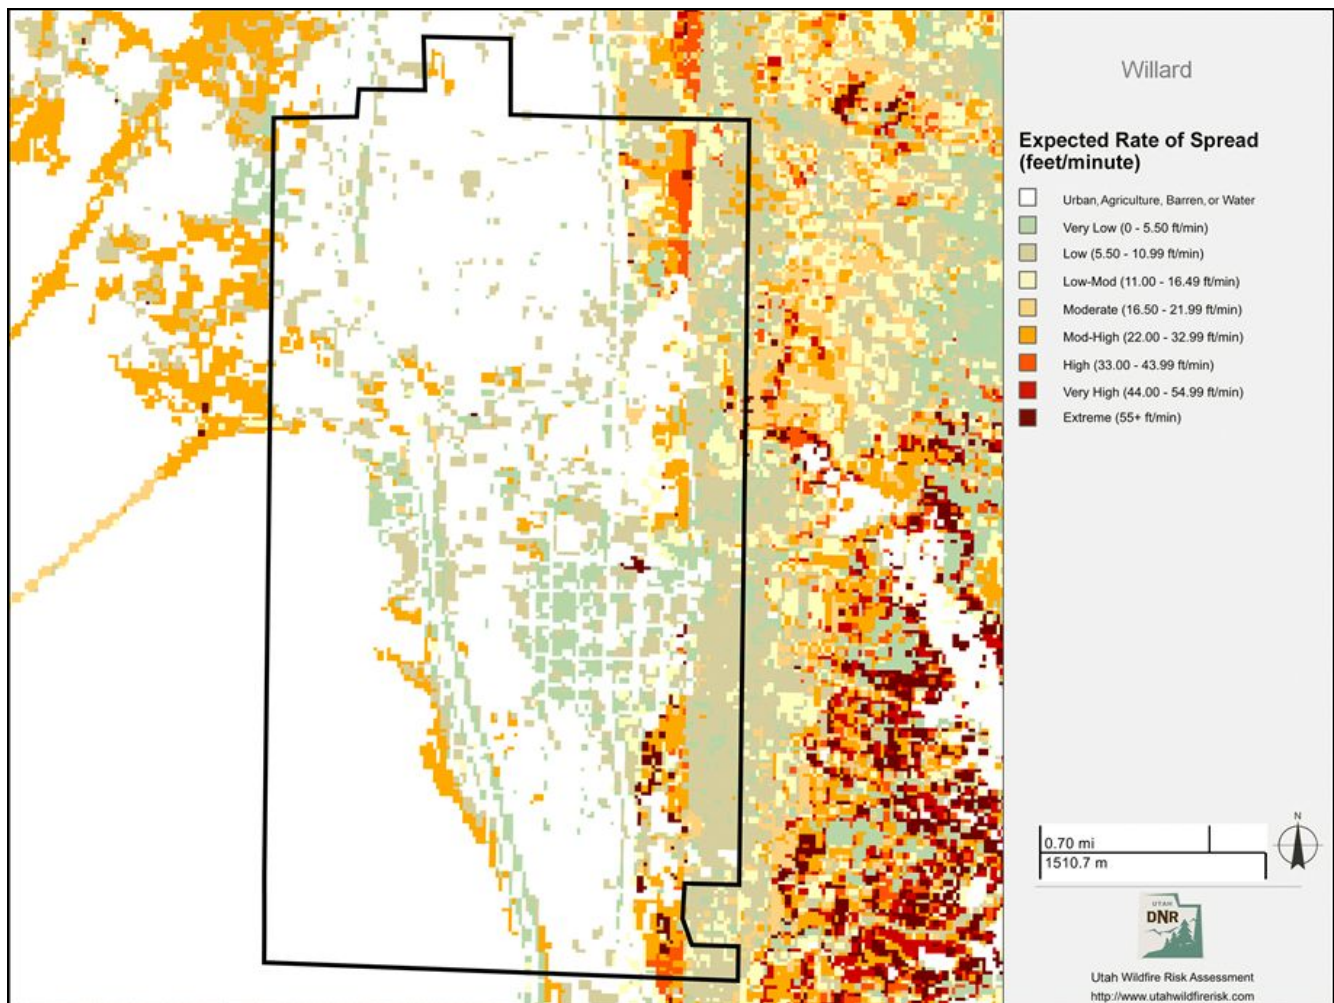 Willard
Expected Rate of Spread
(feet/minute)
Urban, Agriculture, Barren, or Water
Very Low (0 - 5.50 ft/min)
Low (5.50 - 10.99 ft/min)
Low-Mod (11.00 - 16.49 ft/min)
Moderate (16.50 - 21.99 ft/min)
Mod-High (22.00 - 32.99 ft/min)
High (33.00 - 43.99 ft/min)
Very High (44.00 - 54.99 ft/min)
Extreme (55+ ft/min)
N
0.70 mi
1510.7 m
UTAH
DNR
Utah Wildfire Risk Assessment
http://www.utahwildfirerisk.com